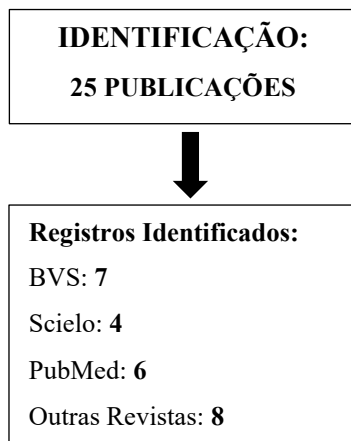 IDENTIFICAÇÃO:
25 PUBLICAÇÕES
Registros Identificados:
BVS: 7
Scielo: 4
PubMed: 6
Outras Revistas: 8